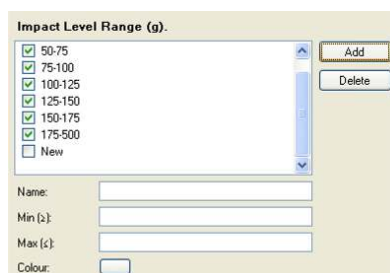 Impact Level Range (g).
50-75
75-100
100-125
125-150
150-175
175-500
New
Add
Delete
Name:
Min (≥):
Max (≤):
Colour: